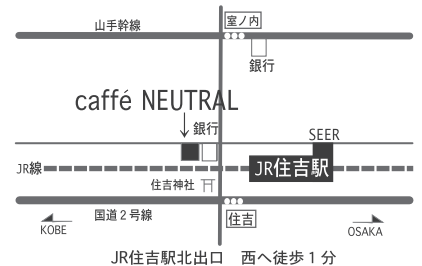 山手幹線
室ノ内
銀行
caffé NEUTRAL
銀行
SEER
JR線
JR住吉駅
住吉神社
国道2号線
住吉
KOBE
OSAKA
JR住吉駅北出口 西へ徒歩1分